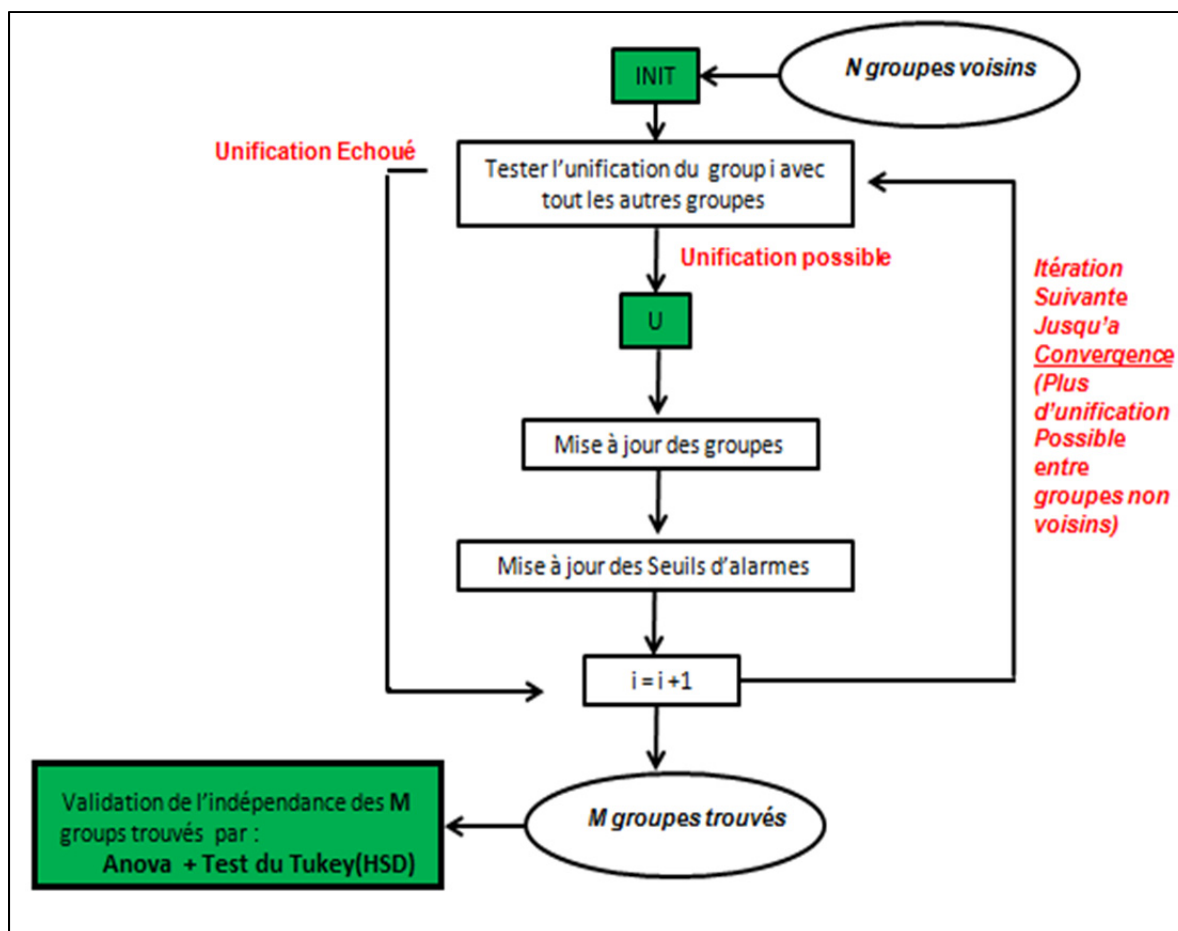 INIT
N groupes voisins
Unification Echoué
Tester l'unification du group i avec
tout les autres groupes
Unification possible
U
Itération
Suivante
Jusqu'a
Convergence
(Plus
d'unification
Possible
entre
groupes non
voisins)
Mise à jour des groupes
Mise à jour des Seuils d'alarmes
i = i +1
M groupes trouvés
Validation de l'indépendance des M
groups trouvés par :
Anova + Test du Tukey(HSD)